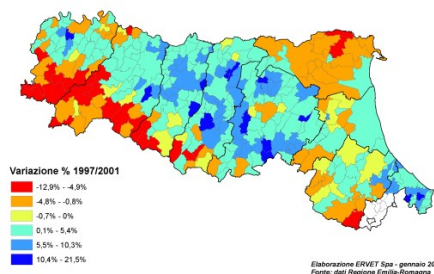 Variazione % 1997/2001
-12,9% - -4,9%
-4,8% - -0,8%
-0,7% - 0%
0,1% - 5,4%
5,5% - 10,3%
10,4% - 21,5%
Elaborazione ERVET Spa - gennaio 20
Fonte: dati Regione Emilia-Romagna